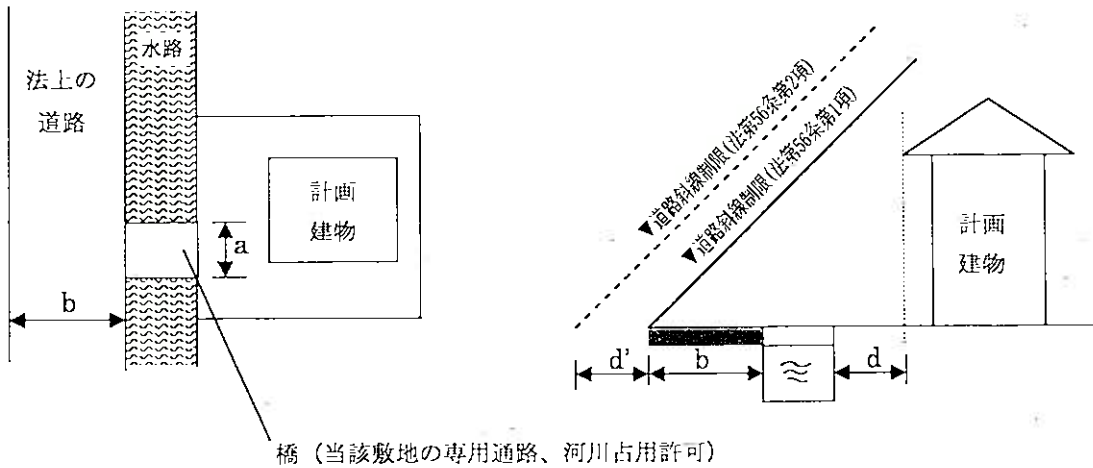 水路
法上の
道路
計画
建物
a
b
橋（当該敷地の専用通路、河川占用許可）
▼道路斜線制限(法第56条第2項)
▼道路斜線制限(法第56条第1項)
計画
建物
d'
b
d